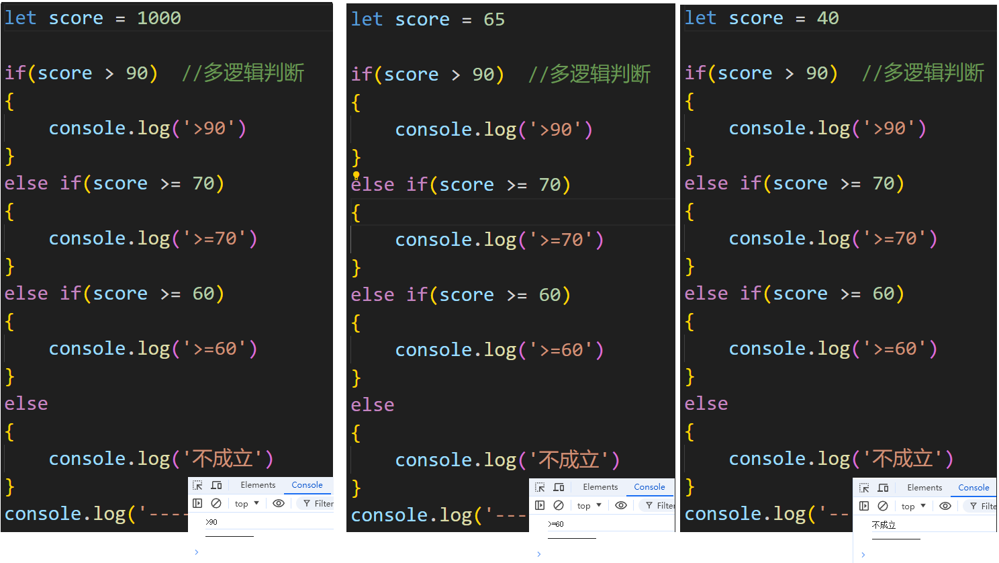 let score = 1000
if(score > 90)  //多逻辑判断
{
    console.log('>90')
}
else if(score >= 70)
{
    console.log('>=70')
}
else if(score >= 60)
{
    console.log('>=60')
}
else
{
    console.log('不成立')
}
console.log('----
Elements Console
top Filter
>90
>
let score = 65
if(score > 90)  //多逻辑判断
{
    console.log('>90')
}
else if(score >= 70)
{
    console.log('>=70')
}
else if(score >= 60)
{
    console.log('>=60')
}
else
{
    console.log('不成立')
}
console.log('---
Elements Console
top Filter
>=60
>
let score = 40
if(score > 90)  //多逻辑判断
{
    console.log('>90')
}
else if(score >= 70)
{
    console.log('>=70')
}
else if(score >= 60)
{
    console.log('>=60')
}
else
{
    console.log('不成立')
}
console.log('--
Elements Console
top Filte
不成立
>